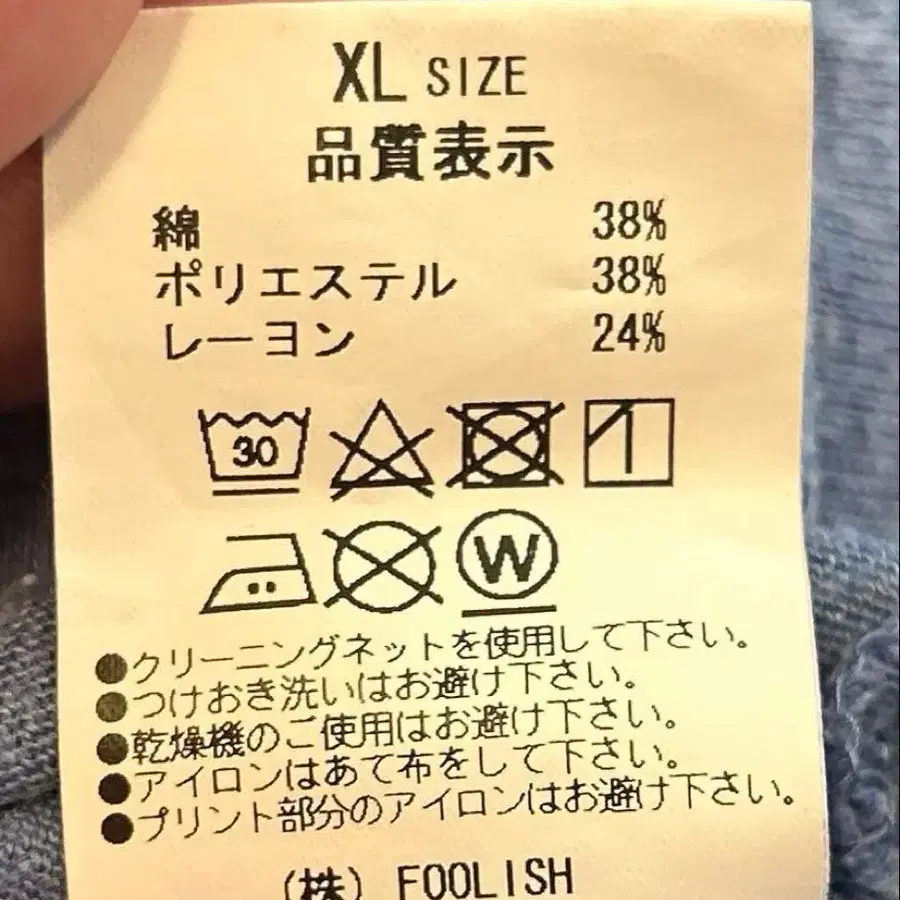 XL SIZE
品質表示
綿 38%
ポリエステル 38%
レーヨン 24%
30
W
●クリーニングネットを使用して下さい。
●つけおき洗いはお避け下さい。
●乾燥機のご使用はお避け下さい。
●アイロンはあて布をして下さい。
●プリント部分のアイロンはお避け下さい。
(株) FOOLISH